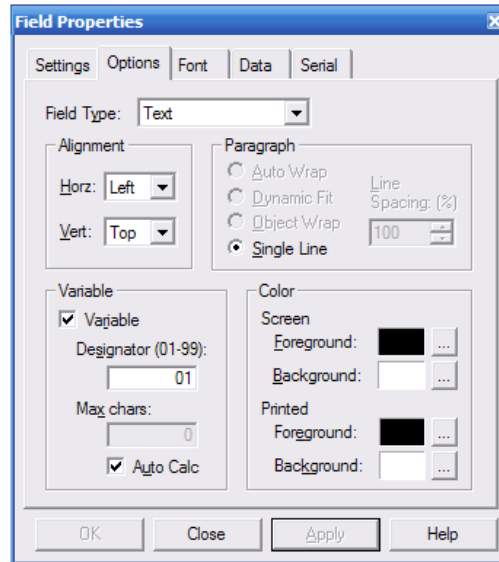 Field Properties
Settings Options Font Data Serial
Field Type: Text
Alignment
Horz: Left
Vert: Top
Paragraph
Auto Wrap
Dynamic Fit
Object Wrap
Single Line
Line
Spacing: (%)
100
Variable
Variable
Designator (01-99):
01
Max chars:
0
Auto Calc
Color
Screen
Foreground: ...
Background: ...
Printed
Foreground: ...
Background: ...
OK Close Apply Help